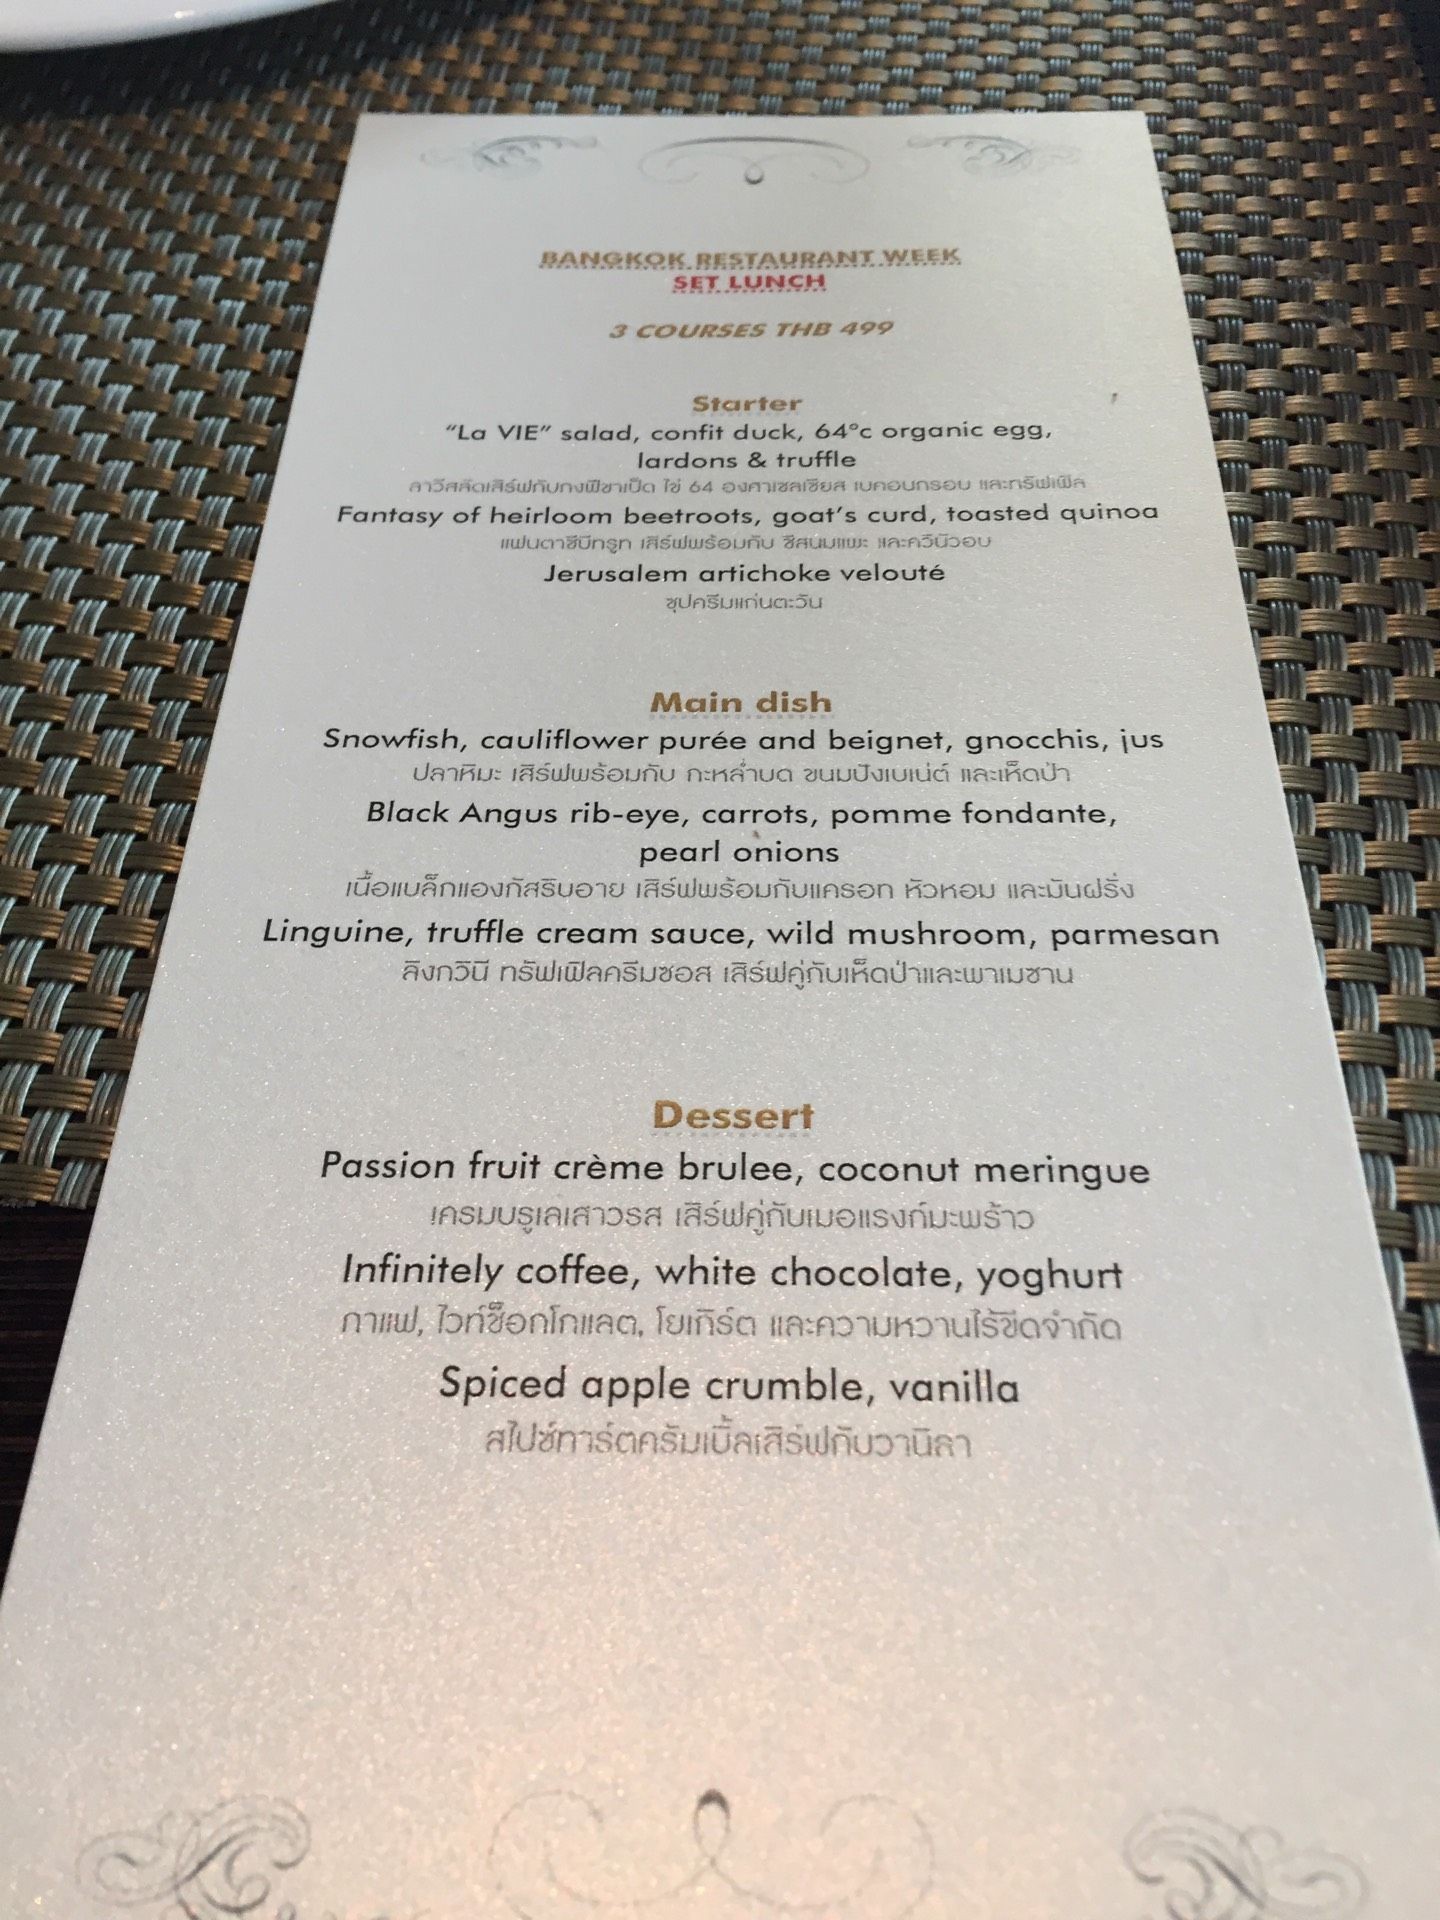 BANGKOK RESTAURANT WEEK
SET LUNCH
3 COURSES THB 499
Starter
“La VIE” salad, confit duck, 64°c organic egg,
lardons & truffle
ลาวีสลัดเสิร์ฟกับกงฟีขาเป็ด ไข่ 64 องศาเซลเซียส เบคอนกรอบ และทรัฟเฟิล
Fantasy of heirloom beetroots, goat's curd, toasted quinoa
แฟนตาซีบีทรูท เสิร์ฟพร้อมกับ ชีสนมแพะ และควินัวอบ
Jerusalem artichoke velouté
ซุปครีมแก่นตะวัน
Main dish
Snowfish, cauliflower purée and beignet, gnocchis, jus
ปลาหิมะ เสิร์ฟพร้อมกับ กะหล่ำบด ขนมปังเบเน่ต์ และเห็ดป่า
Black Angus rib-eye, carrots, pomme fondante,
pearl onions
เนื้อแบล็กแองกัสริบอาย เสิร์ฟพร้อมกับแครอท หัวหอม และมันฝรั่ง
Linguine, truffle cream sauce, wild mushroom, parmesan
ลิงกวินี ทรัฟเฟิลครีมซอส เสิร์ฟคู่กับเห็ดป่าและพาเมซาน
Dessert
Passion fruit crème brulee, coconut meringue
เครมบรูเลเสาวรส เสิร์ฟคู่กับเมอแรงก์มะพร้าว
Infinitely coffee, white chocolate, yoghurt
กาแฟ, ไวท์ช็อกโกแลต, โยเกิร์ต และความหวานไร้ขีดจำกัด
Spiced apple crumble, vanilla
สไปซ์ทาร์ตครัมเบิ้ลเสิร์ฟกับวานิลา